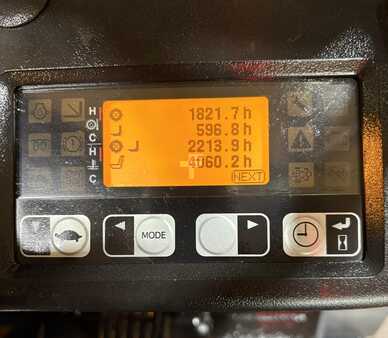 H
C
H
C
1821.7 h
596.8 h
2213.9 h
4060.2 h
NEXT
MODE